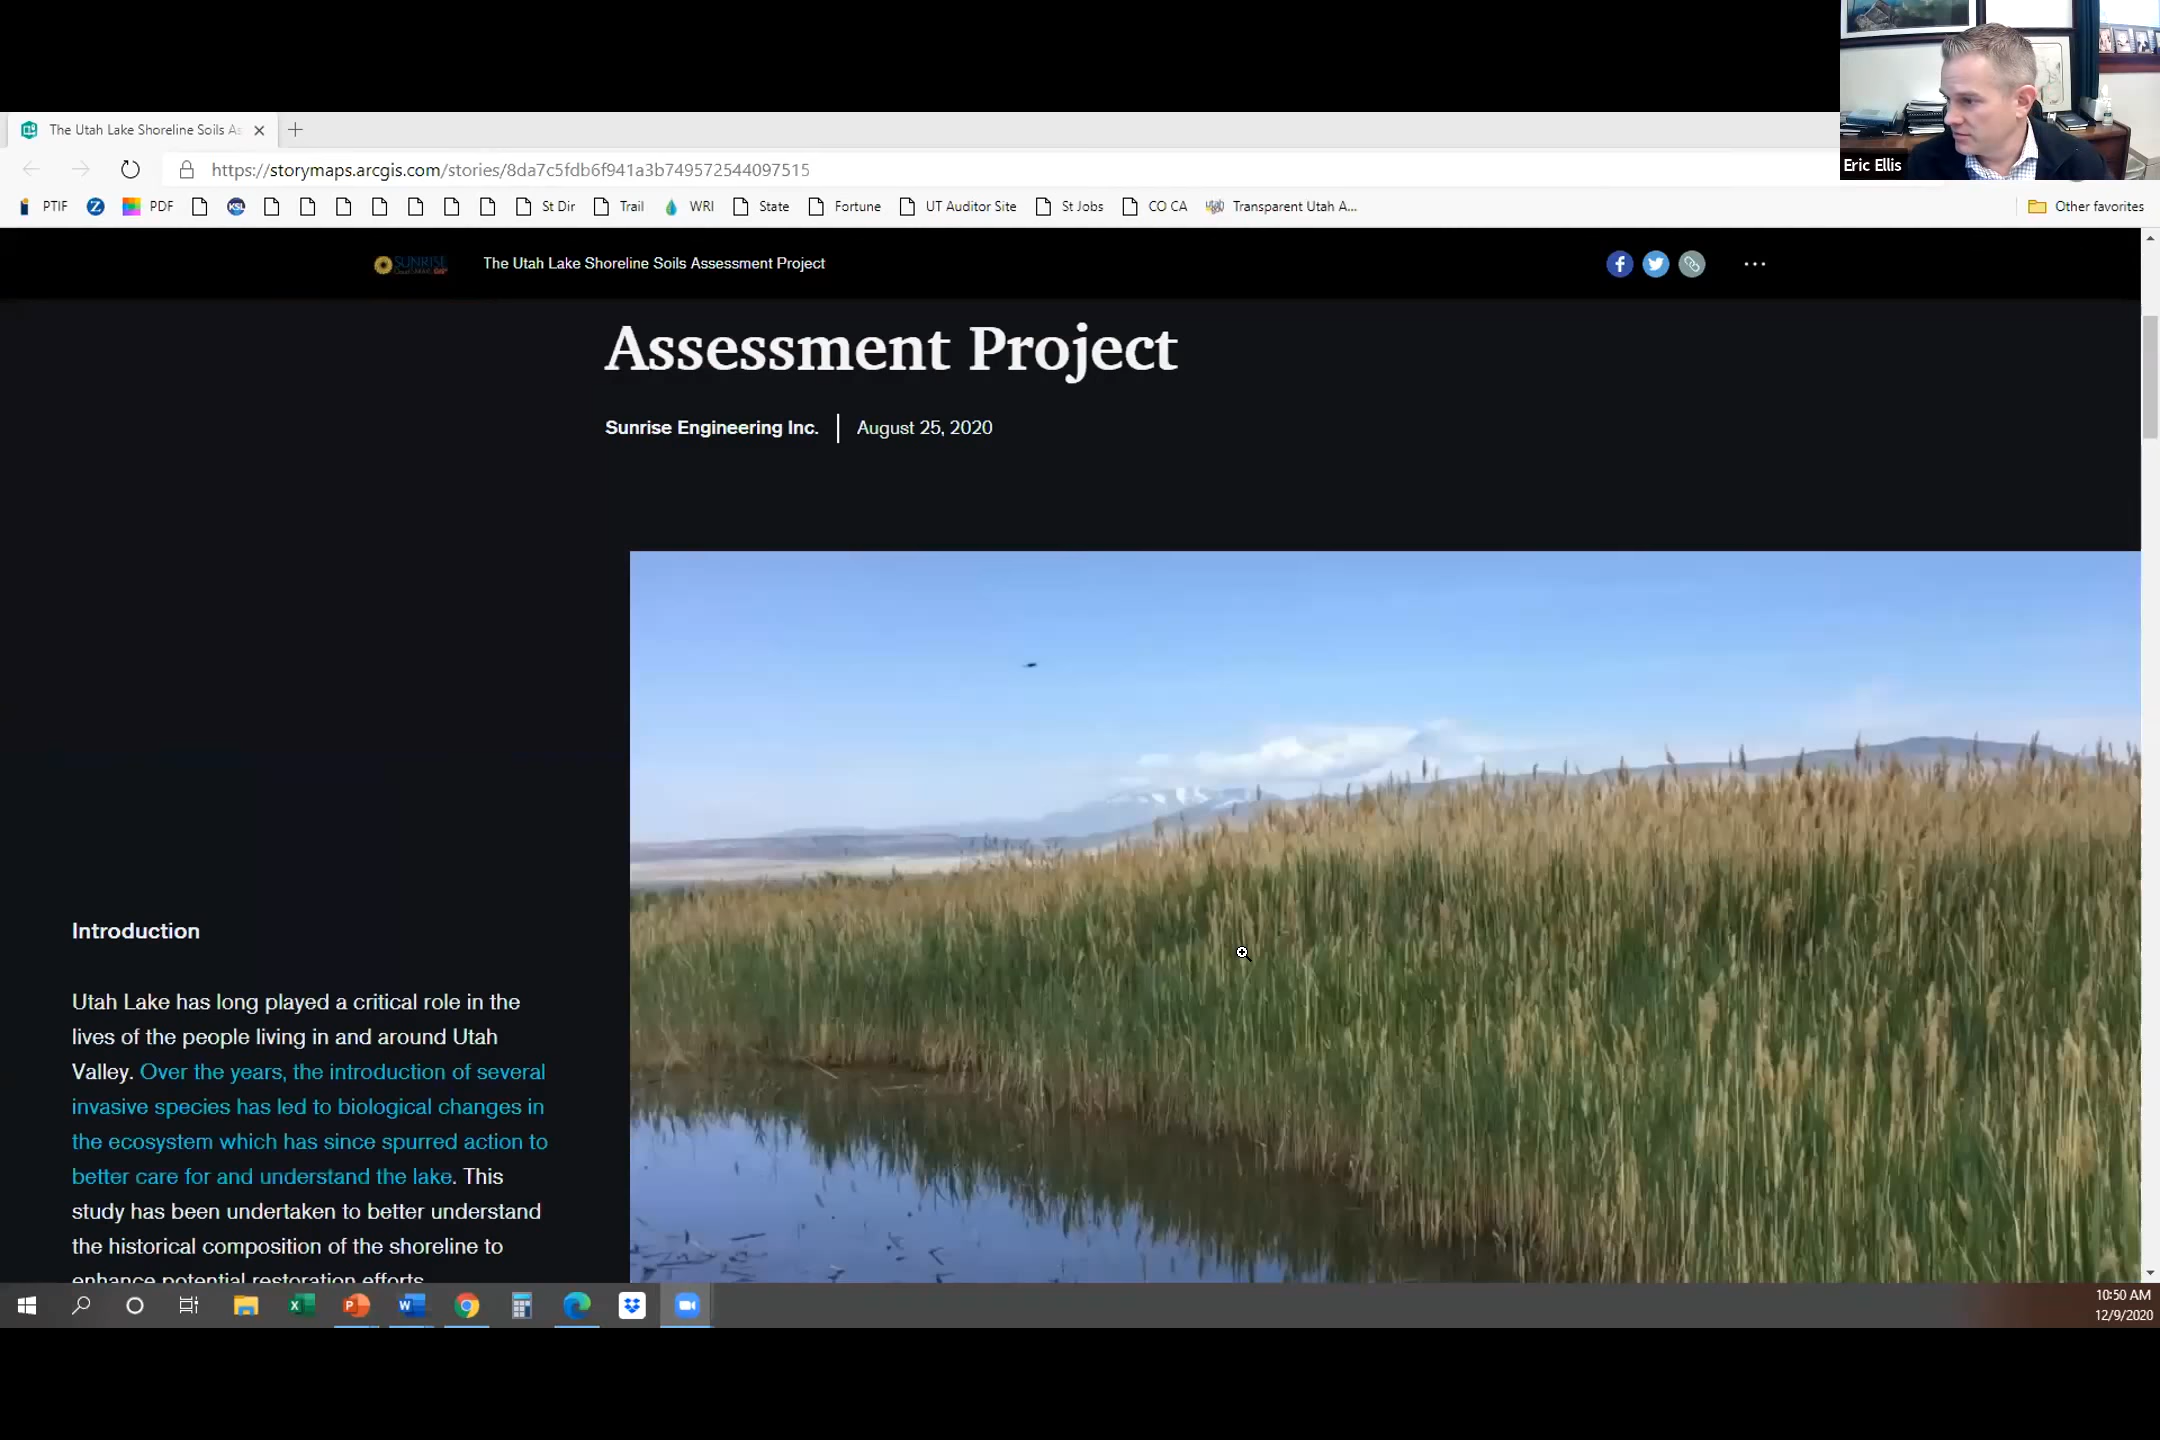 The Utah Lake Shoreline Soils As
https://storymaps.arcgis.com/stories/8da7c5fdb6f941a3b749572544097515
Eric Ellis
PTIF
PDF
KSL
St Dir
Trail
WRI
State
Fortune
UT Auditor Site
St Jobs
CO CA
Transparent Utah A...
Other favorites
SUNRISE
The Utah Lake Shoreline Soils Assessment Project
Assessment Project
Sunrise Engineering Inc.
August 25, 2020
Introduction
Utah Lake has long played a critical role in the
lives of the people living in and around Utah
Valley. Over the years, the introduction of several
invasive species has led to biological changes in
the ecosystem which has since spurred action to
better care for and understand the lake. This
study has been undertaken to better understand
the historical composition of the shoreline to
enhance potential restoration efforts
10:50 AM
12/9/2020